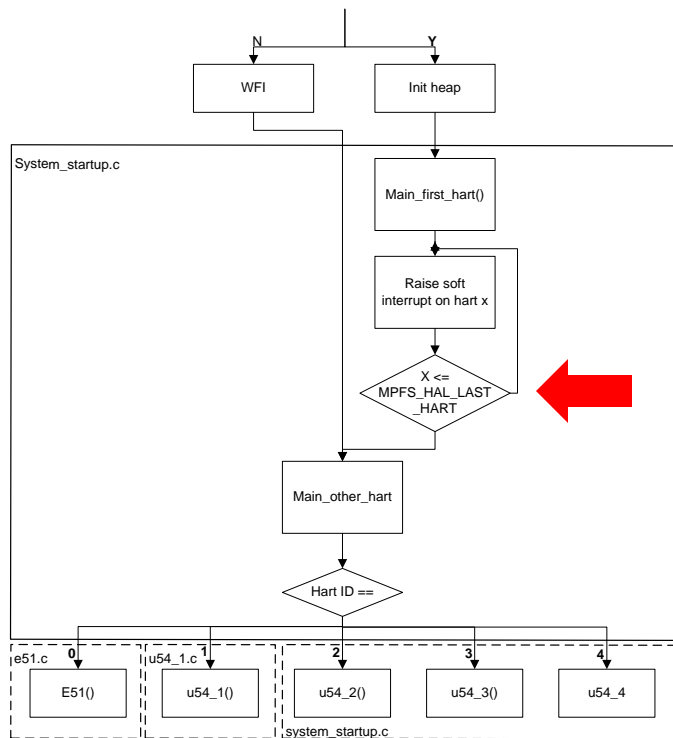 N
Y
WFI
Init heap
System_startup.c
Main_first_hart()
Raise soft
interrupt on hart x
X <=
MPFS_HAL_LAST
_HART
Main_other_hart
Hart ID ==
e51.c
0
u54_1.c
1
2
3
4
E51()
u54_1()
u54_2()
u54_3()
u54_4
system_startup.c